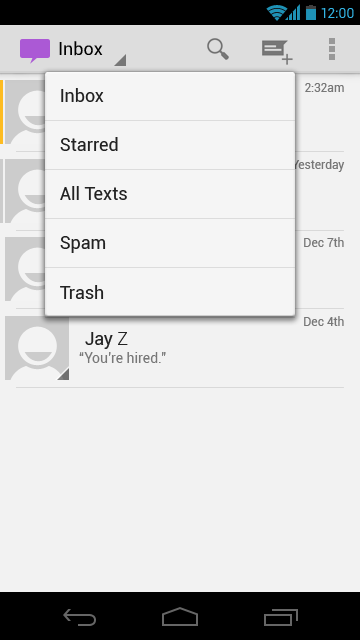 12:00
Inbox
Inbox
2:32am
Starred
Yesterday
All Texts
Spam
Dec 7th
Trash
Dec 4th
Jay Z
“You’re hired.”